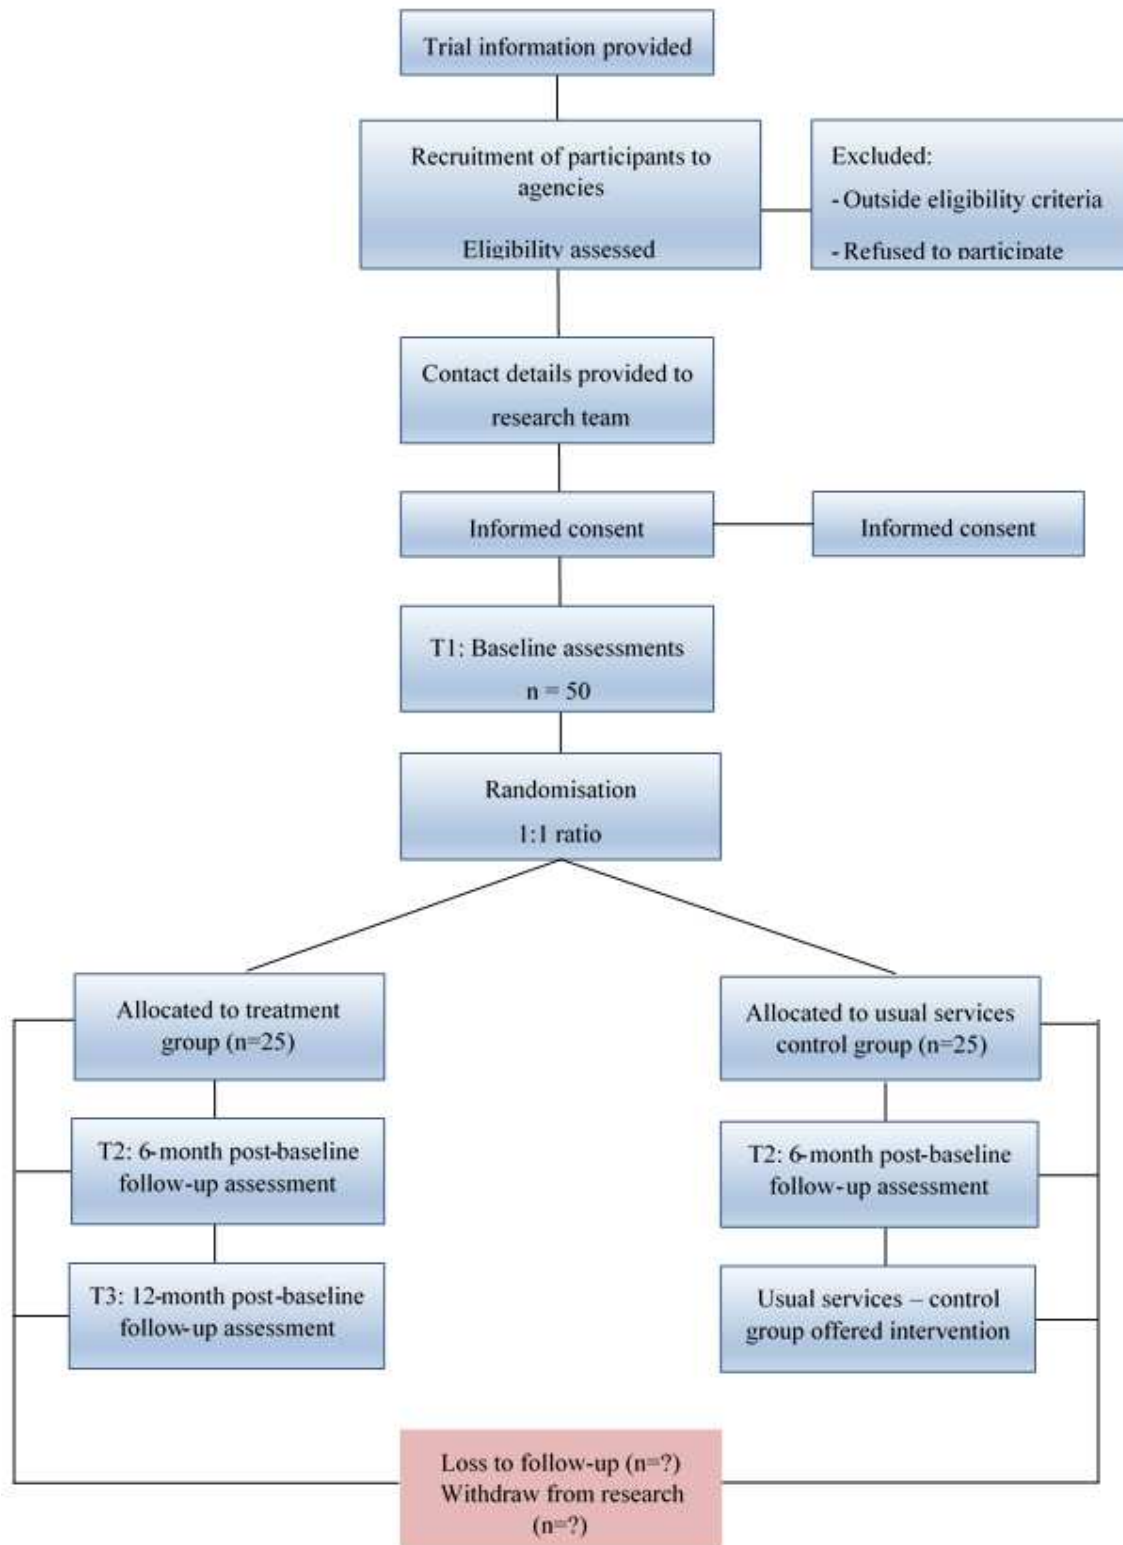 Trial information provided
Recruitment of participants to
agencies
Eligibility assessed
Excluded:
- Outside eligibility criteria
- Refused to participate
Contact details provided to
research team
Informed consent
Informed consent
T1: Baseline assessments
n = 50
Randomisation
1:1 ratio
Allocated to treatment
group (n=25)
Allocated to usual services
control group (n=25)
T2: 6-month post-baseline
follow-up assessment
T2: 6-month post-baseline
follow-up assessment
T3: 12-month post-baseline
follow-up assessment
Usual services – control
group offered intervention
Loss to follow-up (n=?)
Withdraw from research
(n=?)